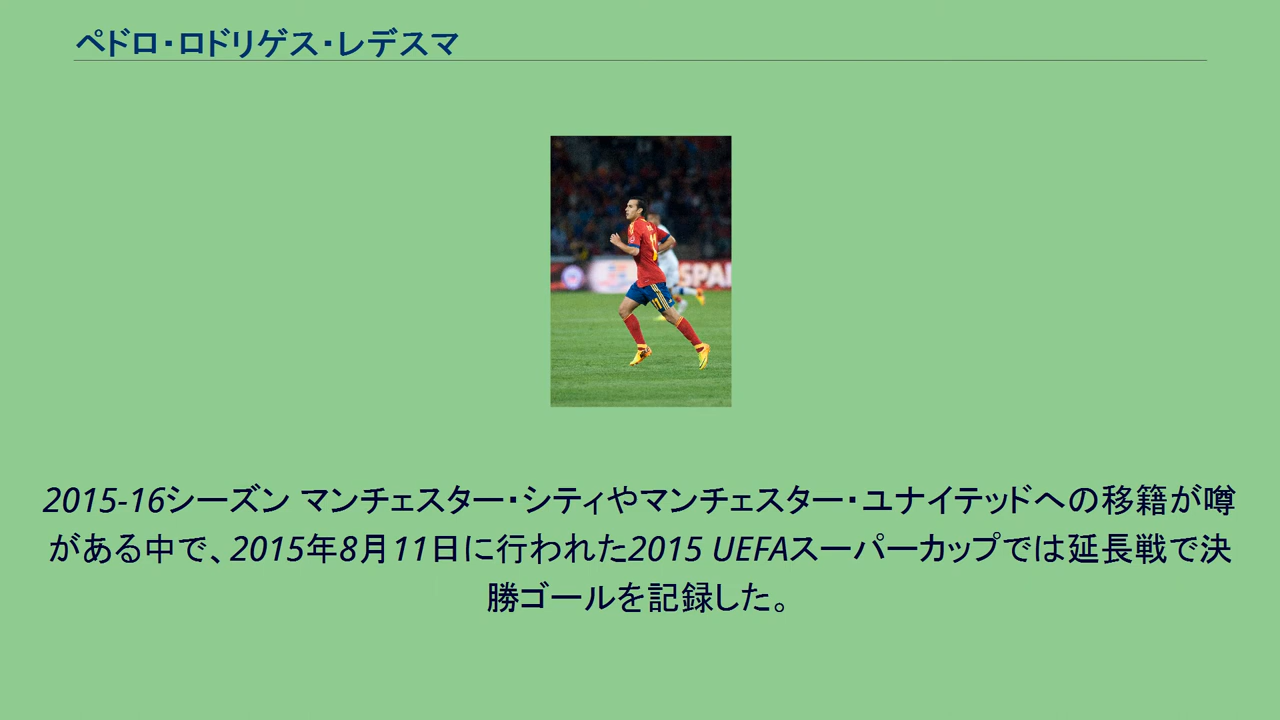 ペドロ・ロドリゲス・レデスマ
SPA
2015-16シーズン マンチェスター・シティやマンチェスター・ユナイテッドへの移籍が噂
がある中で、2015年8月11日に行われた2015 UEFAスーパーカップでは延長戦で決
勝ゴールを記録した。